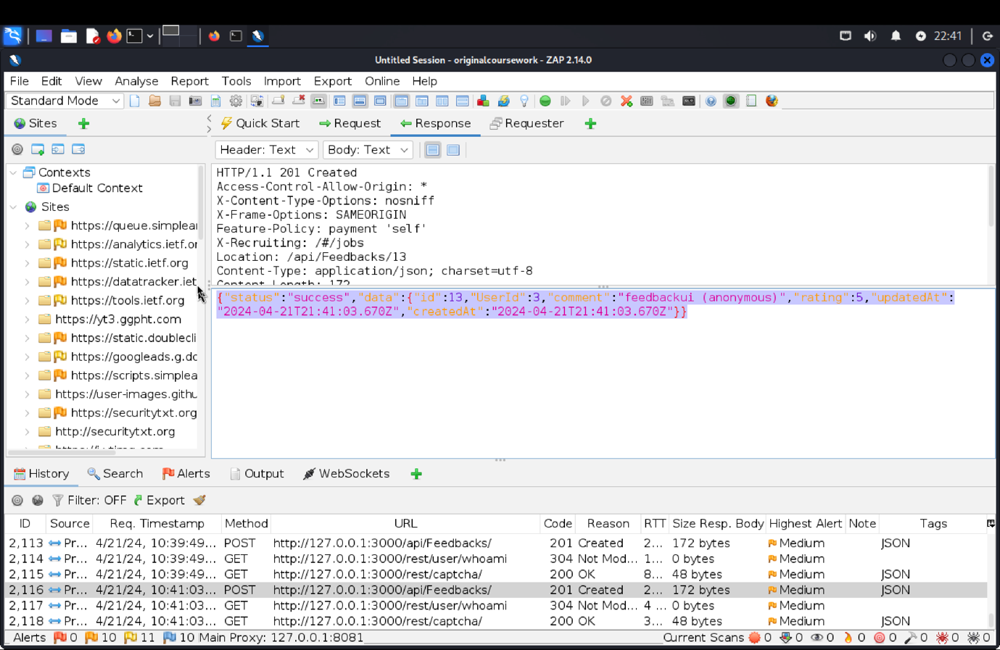 22:41
Untitled Session - originalcoursework - ZAP 2.14.0
File Edit View Analyse Report Tools Import Export Online Help
Standard Mode
Sites
Quick Start Request Response Requester
Header: Text Body: Text
Contexts
Default Context
Sites
https://queue.simplear
https://analytics.ietf.or
https://static.ietf.org
https://datatracker.iet
https://tools.ietf.org
https://yt3.ggpht.com
https://static.doublecli
https://googleads.g.dc
https://scripts.simplea
https://user-images.githu
https://securitytxt.org
http://securitytxt.org
HTTP/1.1 201 Created
Access-Control-Allow-Origin: *
X-Content-Type-Options: nosniff
X-Frame-Options: SAMEORIGIN
Feature-Policy: payment 'self'
X-Recruiting: /#/jobs
Location: /api/Feedbacks/13
Content-Type: application/json; charset=utf-8
Content-Length: 172
{"status":"success","data":{"id":13,"UserId":3,"comment":"feedbackui (anonymous)","rating":5,"updatedAt":
"2024-04-21T21:41:03.670Z","createdAt":"2024-04-21T21:41:03.670Z"}}
History Search Alerts Output WebSockets
Filter: OFF Export
ID Source Req. Timestamp Method URL Code Reason RTT Size Resp. Body Highest Alert Note Tags
2,113 Pr... 4/21/24, 10:39:49... POST http://127.0.0.1:3000/api/Feedbacks/ 201 Created 2... 172 bytes Medium JSON
2,114 Pr... 4/21/24, 10:39:49... GET http://127.0.0.1:3000/rest/user/whoami 304 Not Mod... 1... 0 bytes Medium
2,115 Pr... 4/21/24, 10:39:49... GET http://127.0.0.1:3000/rest/captcha/ 200 OK 8... 48 bytes Medium JSON
2,116 Pr... 4/21/24, 10:41:03... POST http://127.0.0.1:3000/api/Feedbacks/ 201 Created 2... 172 bytes Medium JSON
2,117 Pr... 4/21/24, 10:41:03... GET http://127.0.0.1:3000/rest/user/whoami 304 Not Mod... 4 ... 0 bytes Medium
2,118 Pr... 4/21/24, 10:41:03... GET http://127.0.0.1:3000/rest/captcha/ 200 OK 3... 48 bytes Medium JSON
Alerts 0 10 11 10 Main Proxy: 127.0.0.1:8081 Current Scans 0 0 0 0 0 0 0 0